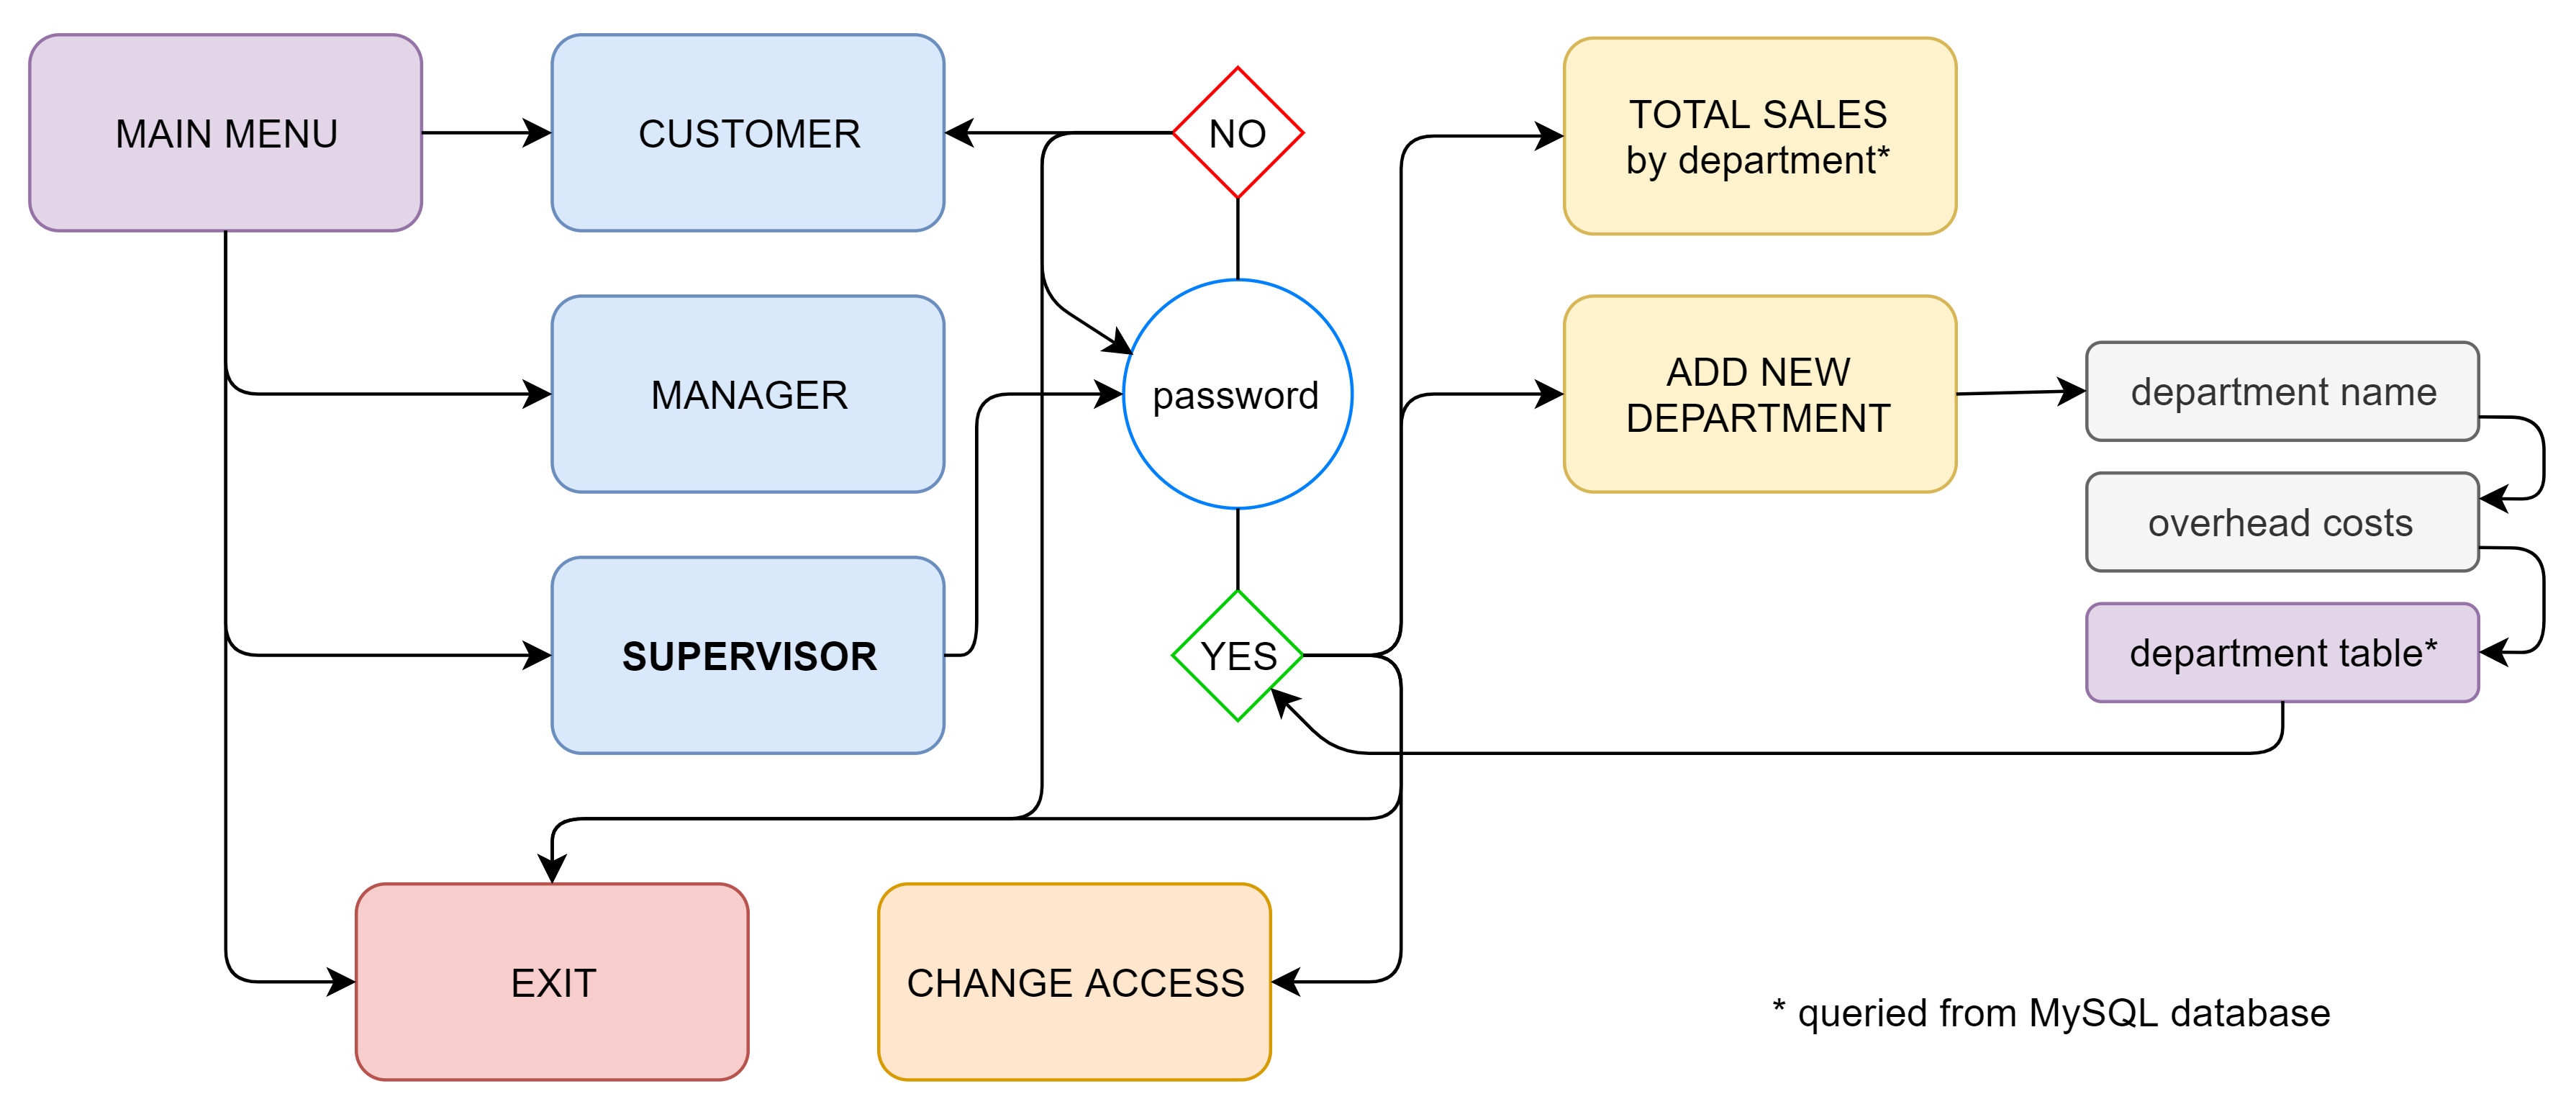 MAIN MENU
CUSTOMER
NO
TOTAL SALES
by department*
MANAGER
password
ADD NEW
DEPARTMENT
department name
overhead costs
SUPERVISOR
YES
department table*
EXIT
CHANGE ACCESS
* queried from MySQL database